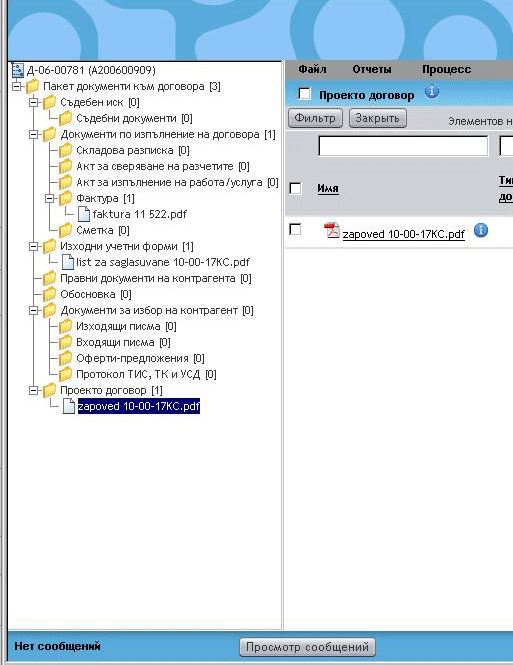 Д-06-00781 (А200600909)
Пакет документи към договора [3]
Съдебен иск [0]
Съдебни документи [0]
Документи по изпълнение на договора [1]
Складова разписка [0]
Акт за сверяване на разчетите [0]
Акт за изпълнение на работа/услуга [0]
Фактура [1]
faktura 11 522.pdf
Сметка [0]
Изходни учетни форми [1]
list za saglasuvane 10-00-17KC.pdf
Правни документи на контрагента [0]
Обосновка [0]
Документи за избор на контрагент [0]
Изходящи писма [0]
Входящи писма [0]
Оферти-предложения [0]
Протокол ТИС, ТК и УСД [0]
Проекто договор [1]
zapoved 10-00-17KC.pdf
Файл Отчеты Процесс
Проекто договор
Фильтр Закрыть Элементов н
Имя
Ти
до
zapoved 10-00-17KC.pdf
Нет сообщений Просмотр сообщений